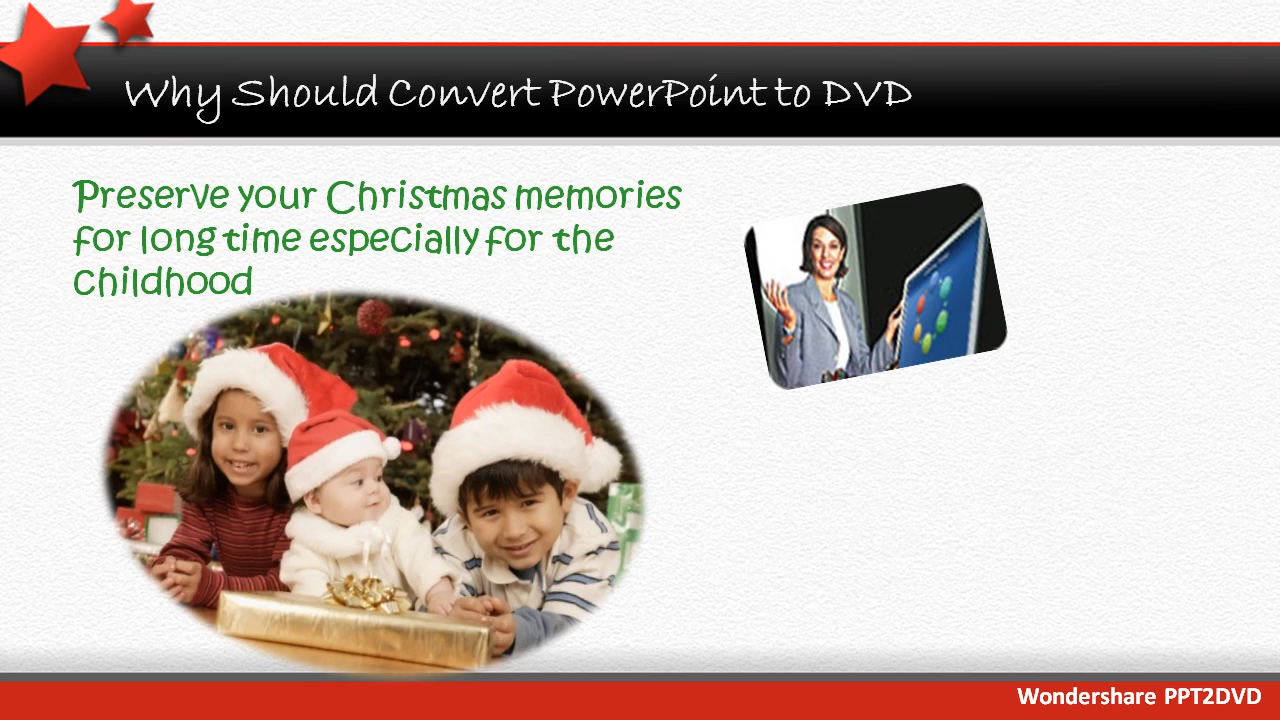 Why Should Convert PowerPoint to DVD
Preserve your Christmas memories
for long time especially for the
childhood
Wondershare PPT2DVD